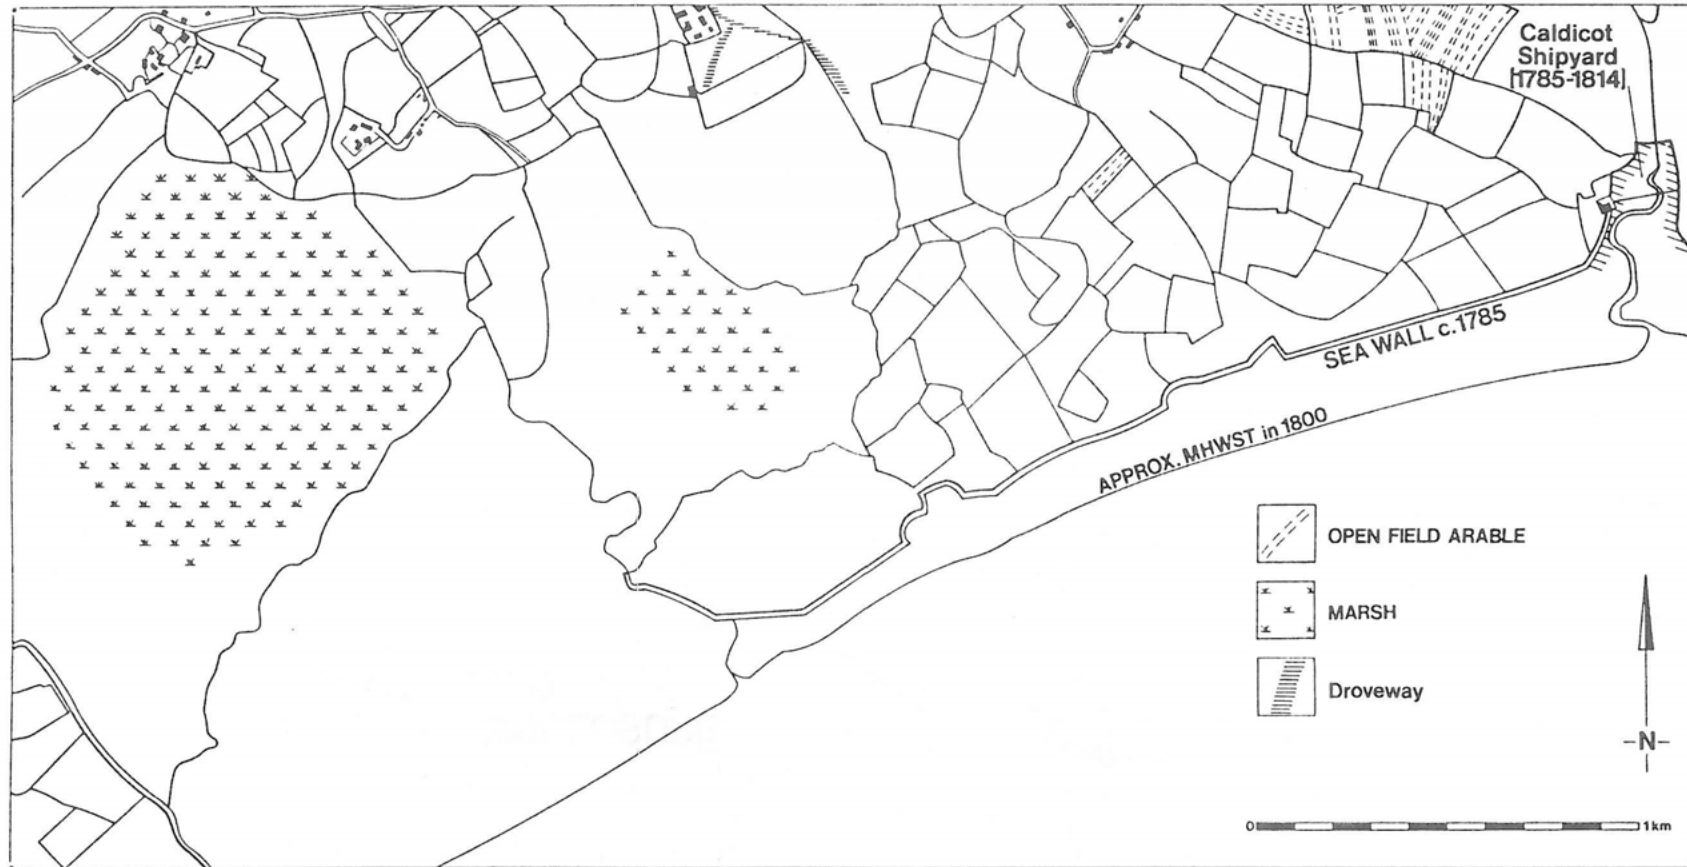 Caldicot
Shipyard
[1785-1814]
SEA WALL c.1785
APPROX. MHWST in 1800
OPEN FIELD ARABLE
MARSH
Droveway
-N-
0 1km